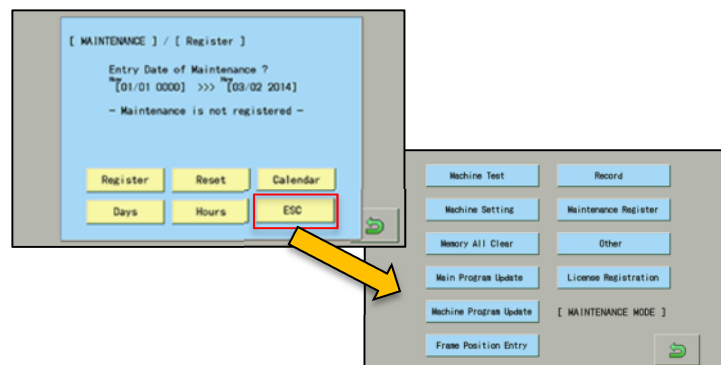 [ MAINTENANCE ] / [ Register ]
Entry Date of Maintenance ?
Now Now
[01/01 0000] >>> [03/02 2014]
- Maintenance is not registered -
Register Reset Calendar
Days Hours ESC
Machine Test Record
Machine Setting Maintenance Register
Memory All Clear Other
Main Program Update License Registration
Machine Program Update [ MAINTENANCE MODE ]
Frame Position Entry